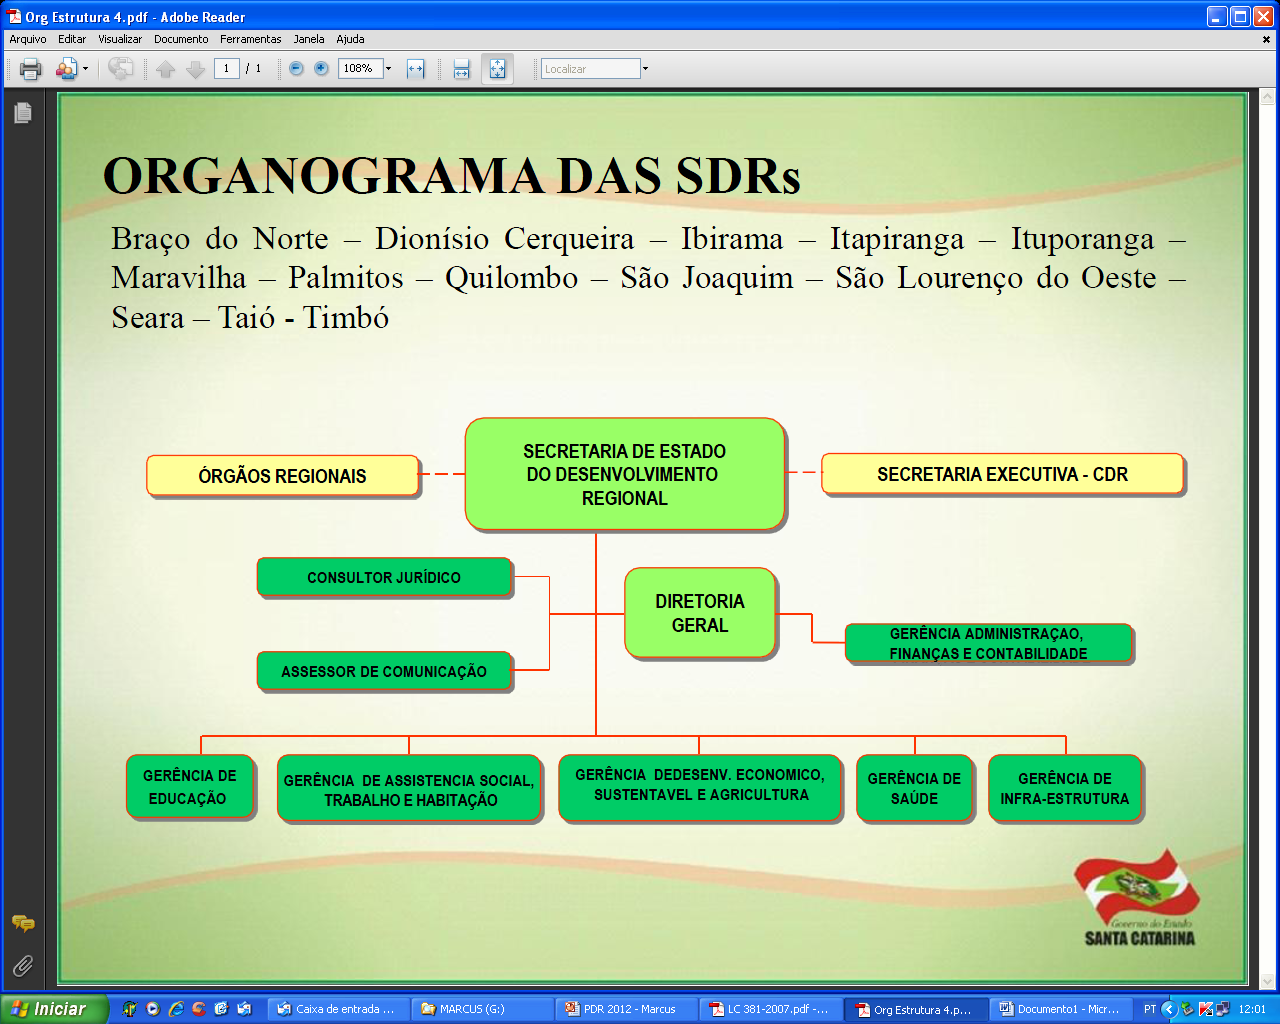 Org Estrutura 4.pdf - Adobe Reader
Arquivo Editar Visualizar Documento Ferramentas Janela Ajuda
1 / 1 108% Localizar
ORGANOGRAMA DAS SDRs
Braço do Norte – Dionísio Cerqueira – Ibirama – Itapiranga – Ituporanga –
Maravilha – Palmitos – Quilombo – São Joaquim – São Lourenço do Oeste –
Seara – Taió - Timbó
SECRETARIA DE ESTADO
DO DESENVOLVIMENTO
REGIONAL
ÓRGÃOS REGIONAIS
SECRETARIA EXECUTIVA - CDR
CONSULTOR JURÍDICO
DIRETORIA
GERAL
GERÊNCIA ADMINISTRAÇAO,
FINANÇAS E CONTABILIDADE
ASSESSOR DE COMUNICAÇÃO
GERÊNCIA DE
EDUCAÇÃO
GERÊNCIA DE ASSISTENCIA SOCIAL,
TRABALHO E HABITAÇÃO
GERÊNCIA DEDESENV. ECONOMICO,
SUSTENTAVEL E AGRICULTURA
GERÊNCIA DE
SAÚDE
GERÊNCIA DE
INFRA-ESTRUTURA
Governo do Estado
SANTA CATARINA
Iniciar Caixa de entrada ... MARCUS (G:) PDR 2012 - Marcus LC 381-2007.pdf -... Org Estrutura 4.p... Documento1 - Micr... PT 12:01